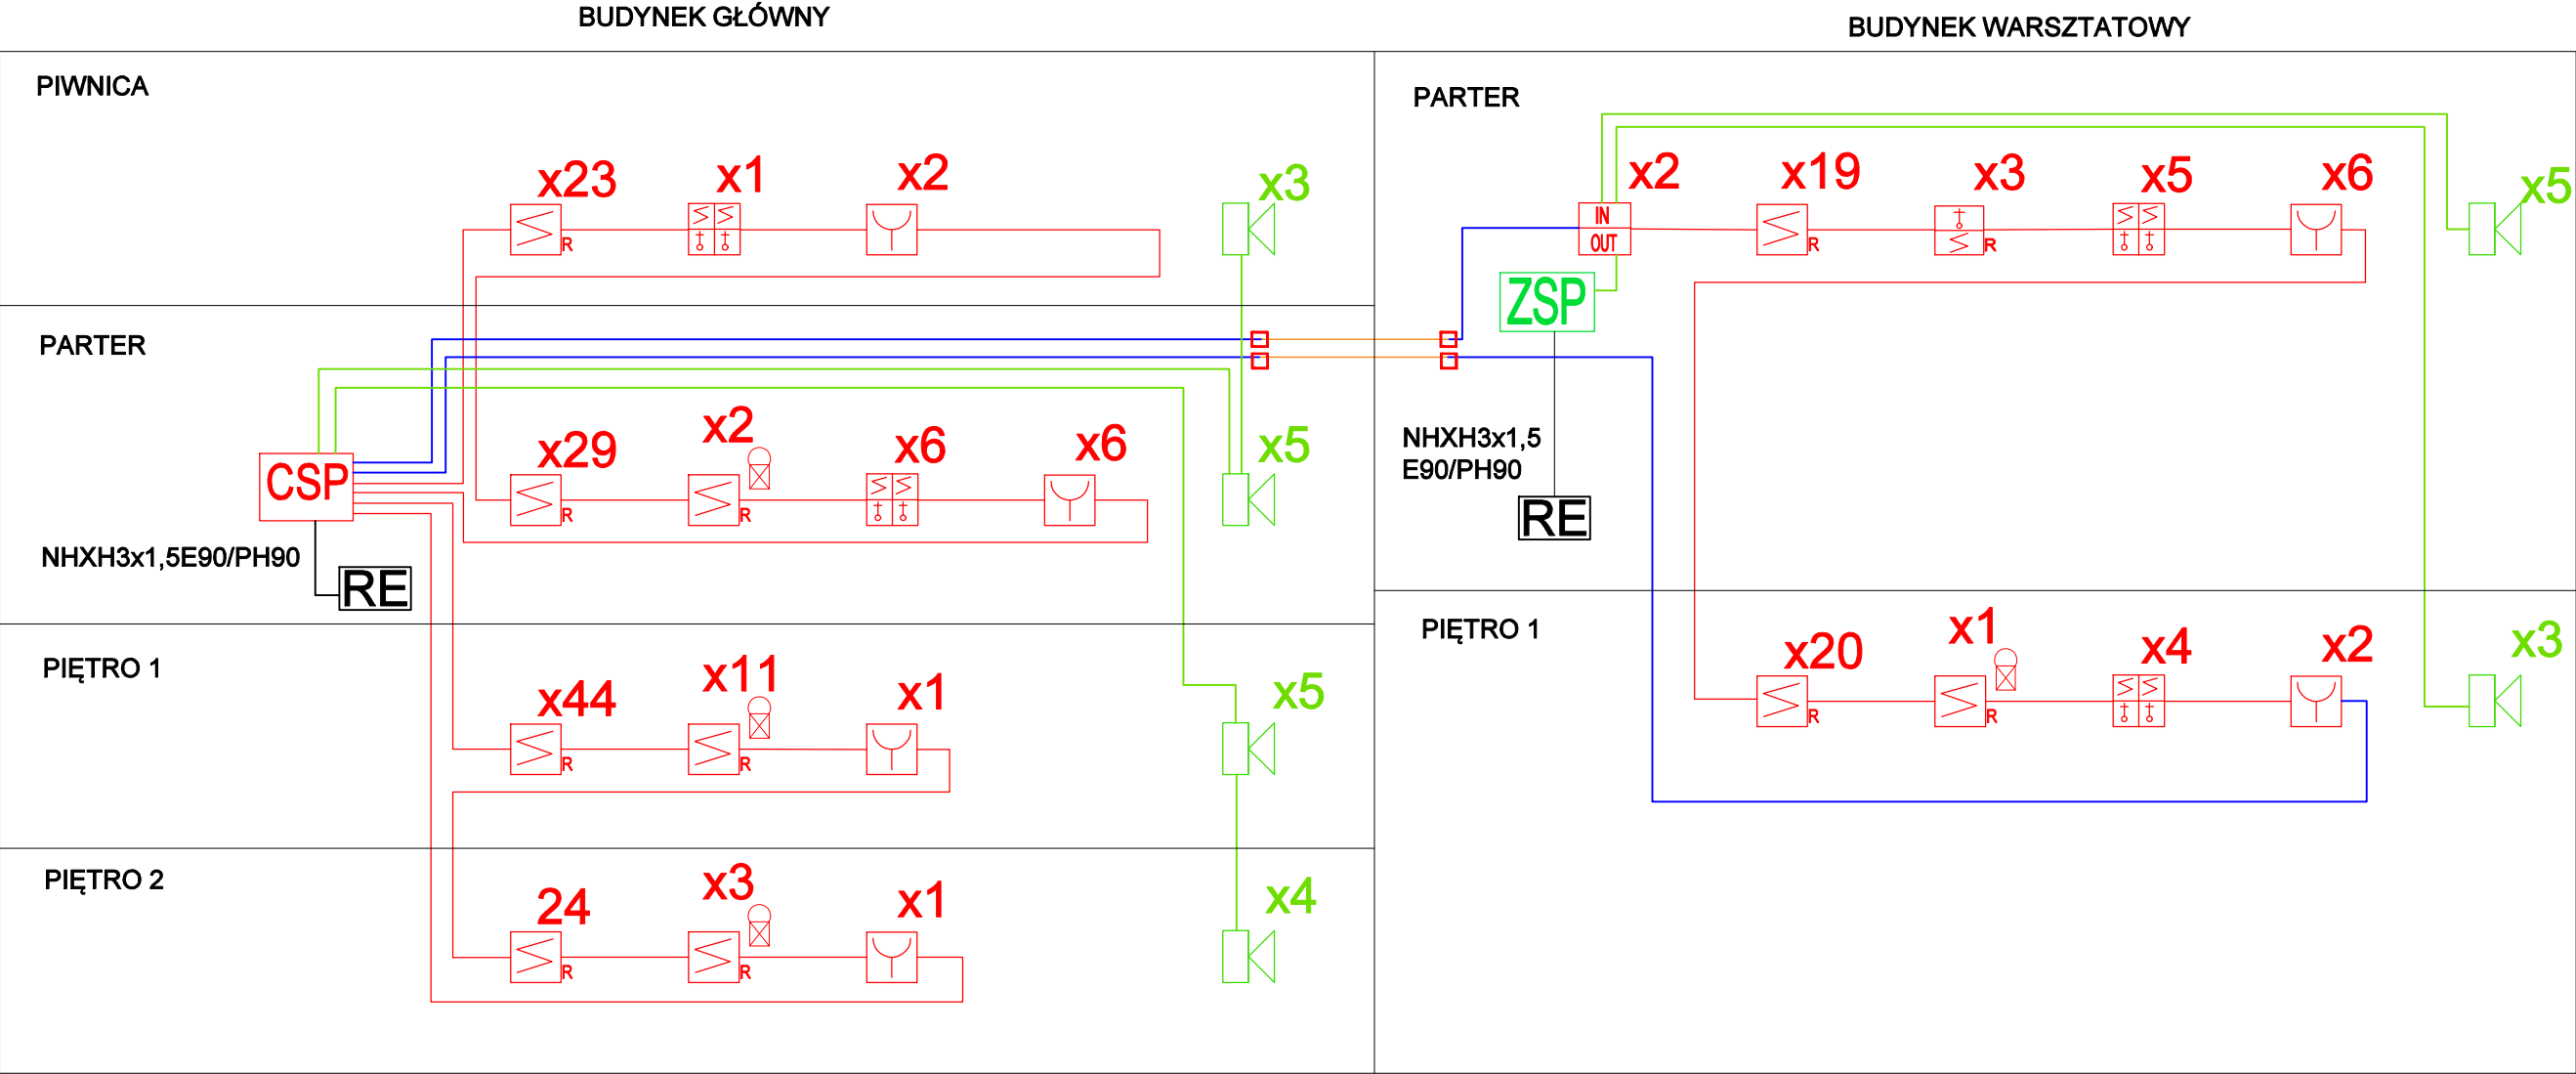 BUDYNEK GŁÓWNY
PIWNICA
x23
R
x1
x2
x3
PARTER
CSP
x29
R
x2
R
x6
x6
x5
NHXH3x1,5E90/PH90
RE
PIĘTRO 1
x44
R
x11
R
x1
x5
PIĘTRO 2
24
R
x3
R
x1
x4
BUDYNEK WARSZTATOWY
PARTER
x2
IN
OUT
ZSP
x19
R
x3
R
x5
x6
x5
NHXH3x1,5
E90/PH90
RE
PIĘTRO 1
x20
R
x1
R
x4
x2
x3